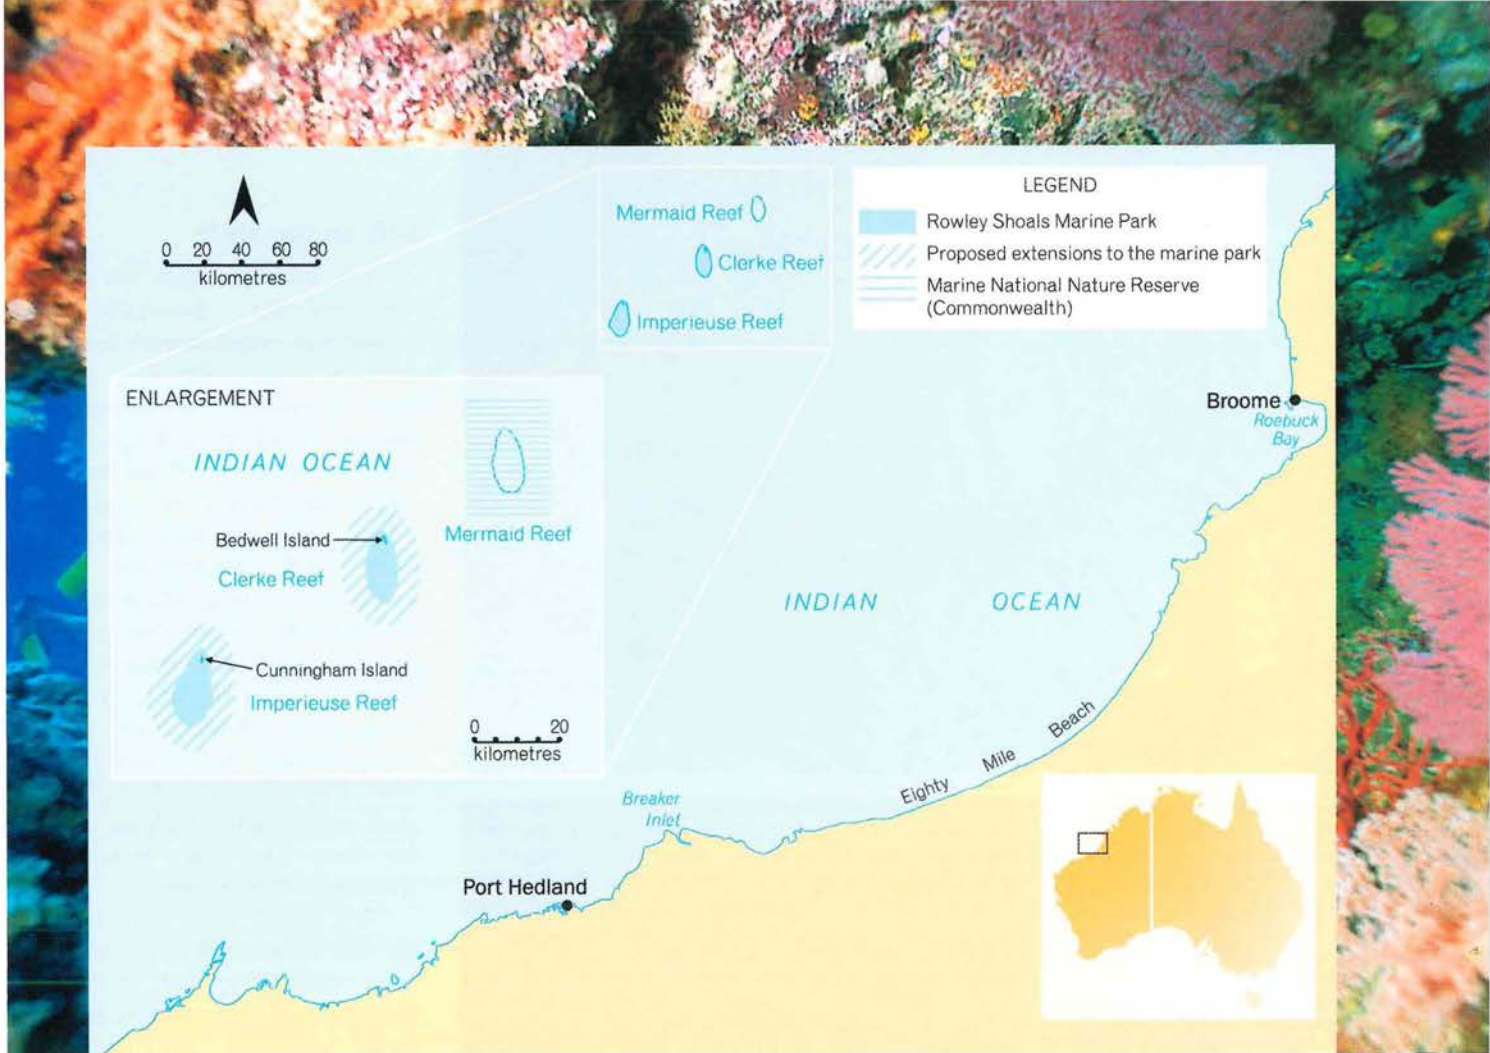 0 20 40 60 80
kilometres
Mermaid Reef
Clerke Reef
Imperieuse Reef
LEGEND
Rowley Shoals Marine Park
Proposed extensions to the marine park
Marine National Nature Reserve
(Commonwealth)
Broome
Roebuck
Bay
ENLARGEMENT
INDIAN OCEAN
Mermaid Reef
Bedwell Island
Clerke Reef
Cunningham Island
Imperieuse Reef
0 20
kilometres
INDIAN OCEAN
Eighty Mile Beach
Breaker
Inlet
Port Hedland